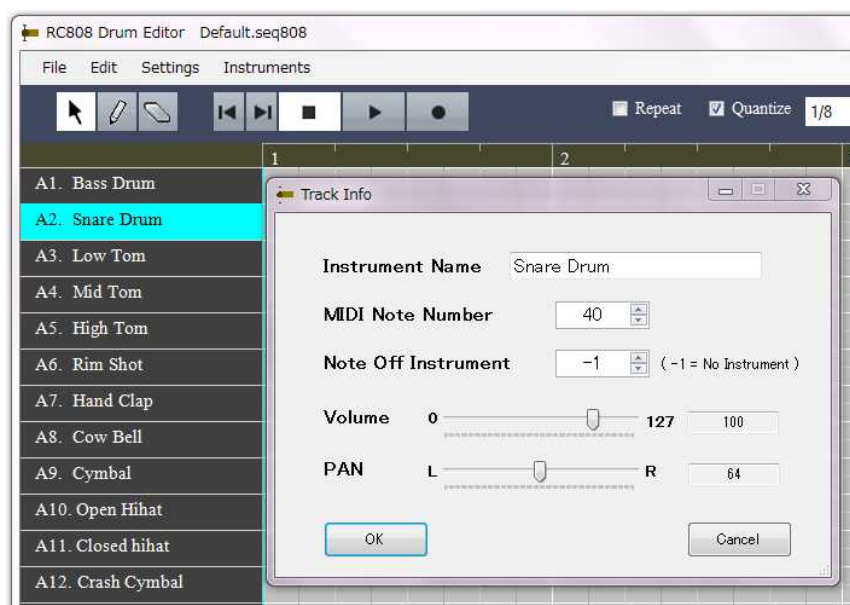 RC808 Drum Editor Default.seq808
File Edit Settings Instruments
Repeat Quantize 1/8
1 2
A1. Bass Drum
A2. Snare Drum
A3. Low Tom
A4. Mid Tom
A5. High Tom
A6. Rim Shot
A7. Hand Clap
A8. Cow Bell
A9. Cymbal
A10. Open Hihat
A11. Closed hihat
A12. Crash Cymbal
Track Info
Instrument Name Snare Drum
MIDI Note Number 40
Note Off Instrument -1 ( -1 = No Instrument )
Volume 0 127 100
PAN L R 64
OK Cancel